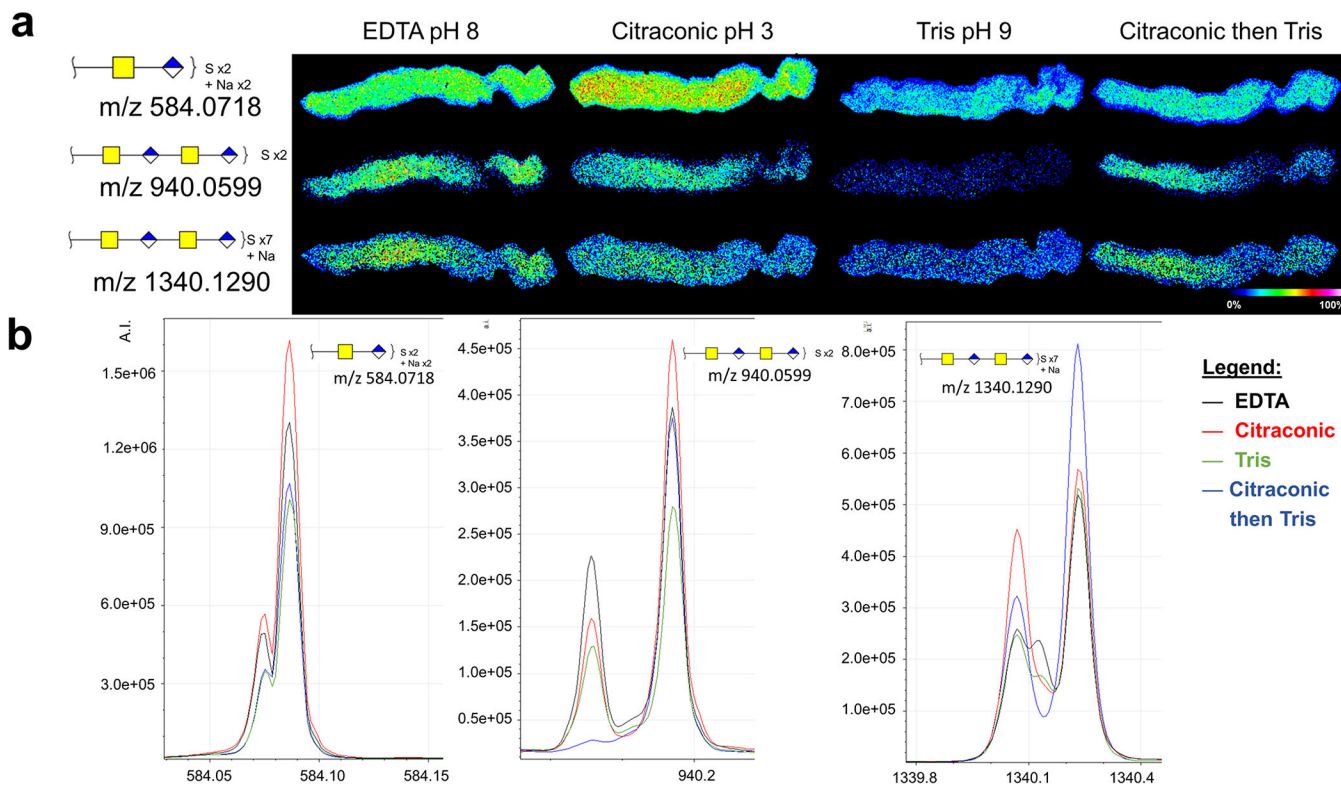 a
EDTA pH 8
Citraconic pH 3
Tris pH 9
Citraconic then Tris
S x2
+ Na x2
m/z 584.0718
S x2
m/z 940.0599
S x7
+ Na
m/z 1340.1290
0%
100%
b
A.I.
1.5e+06
1.2e+06
9.0e+05
6.0e+05
3.0e+05
584.05
584.10
584.15
S x2
+ Na x2
m/z 584.0718
a.i.
4.5e+05
4.0e+05
3.5e+05
3.0e+05
2.5e+05
2.0e+05
1.5e+05
1.0e+05
0.5e+05
940.2
S x2
m/z 940.0599
a.i.
8.0e+05
7.0e+05
6.0e+05
5.0e+05
4.0e+05
3.0e+05
2.0e+05
1.0e+05
1339.8
1340.1
1340.4
S x7
+ Na
m/z 1340.1290
Legend:
EDTA
Citraconic
Tris
Citraconic
then Tris